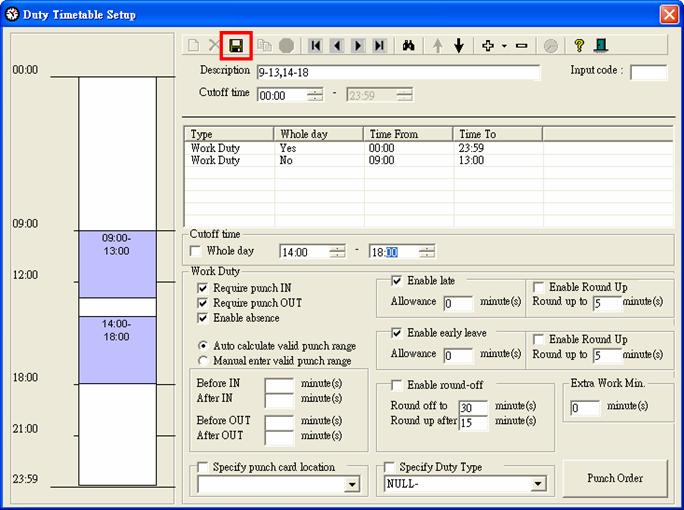 Duty Timetable Setup
Description 9-13,14-18 Input code :
Cutoff time 00:00 - 23:59
Type Whole day Time From Time To
Work Duty Yes 00:00 23:59
Work Duty No 09:00 13:00
Cutoff time
Whole day 14:00 - 18:00
Work Duty
Require punch IN
Require punch OUT
Enable absence
Auto calculate valid punch range
Manual enter valid punch range
Before IN minute(s)
After IN minute(s)
Before OUT minute(s)
After OUT minute(s)
Enable late
Allowance 0 minute(s)
Enable Round Up
Round up to 5 minute(s)
Enable early leave
Allowance 0 minute(s)
Enable Round Up
Round up to 5 minute(s)
Enable round-off
Round off to 30 minute(s)
Round up after 15 minute(s)
Extra Work Min.
0 minute(s)
Specify punch card location
Specify Duty Type
NULL-
Punch Order
00:00
09:00
09:00-
13:00
12:00
14:00-
18:00
18:00
21:00
23:59